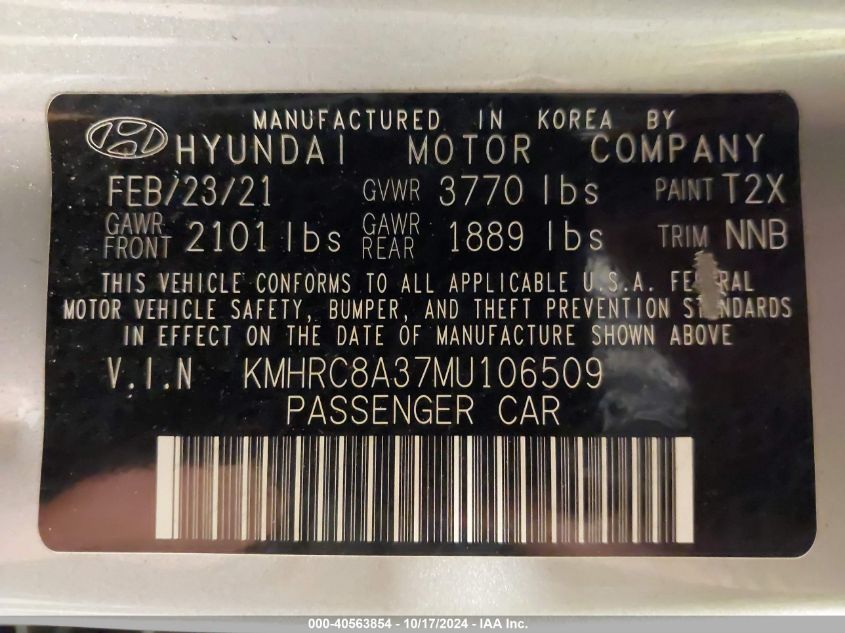 MANUFACTURED IN KOREA BY
HYUNDAI MOTOR COMPANY
FEB/23/21 GVWR 3770 lbs PAINT T2X
GAWR FRONT 2101 lbs GAWR REAR 1889 lbs TRIM NNB
THIS VEHICLE CONFORMS TO ALL APPLICABLE U.S.A. FEDERAL
MOTOR VEHICLE SAFETY, BUMPER, AND THEFT PREVENTION STANDARDS
IN EFFECT ON THE DATE OF MANUFACTURE SHOWN ABOVE
V.I.N KMHRC8A37MU106509
PASSENGER CAR
000-40563854 - 10/17/2024 - IAA Inc.